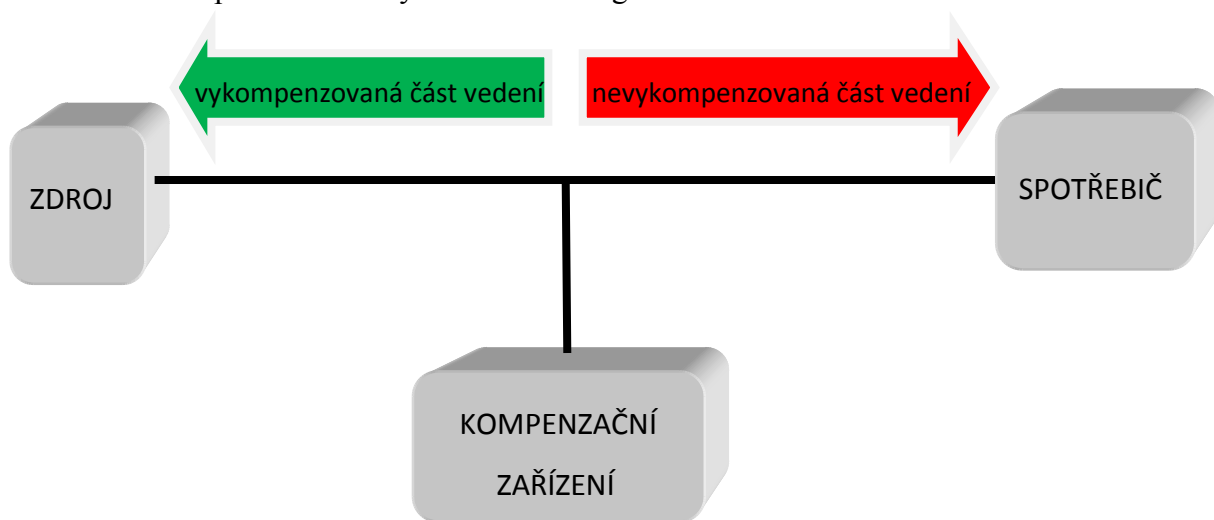 vykompenzovaná část vedení
nevykompenzovaná část vedení
ZDROJ
SPOTŘEBIČ
KOMPENZAČNÍ
ZAŘÍZENÍ